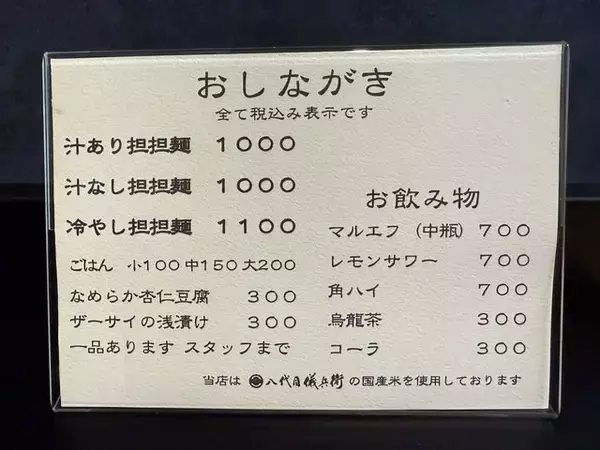 おしながき
全て税込み表示です
汁あり担担麺 1000
汁なし担担麺 1000
冷やし担担麺 1100
ごはん 小100 中150 大200
なめらか杏仁豆腐 300
ザーサイの浅漬け 300
一品あります スタッフまで
お飲み物
マルエフ（中瓶）700
レモンサワー 700
角ハイ 700
烏龍茶 300
コーラ 300
当店は 八代目儀兵衛 の国産米を使用しております